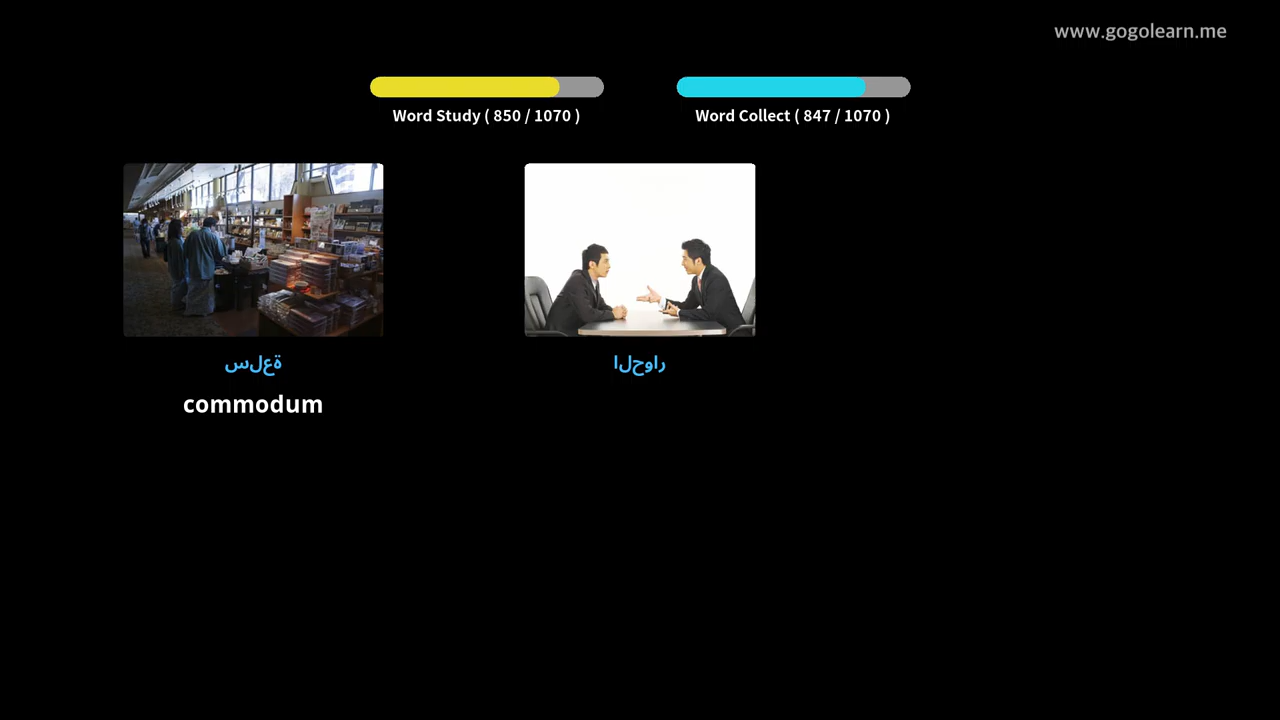 www.gogolearn.me
Word Study ( 850 / 1070 )
Word Collect ( 847 / 1070 )
سلعة
commodum
الحوار